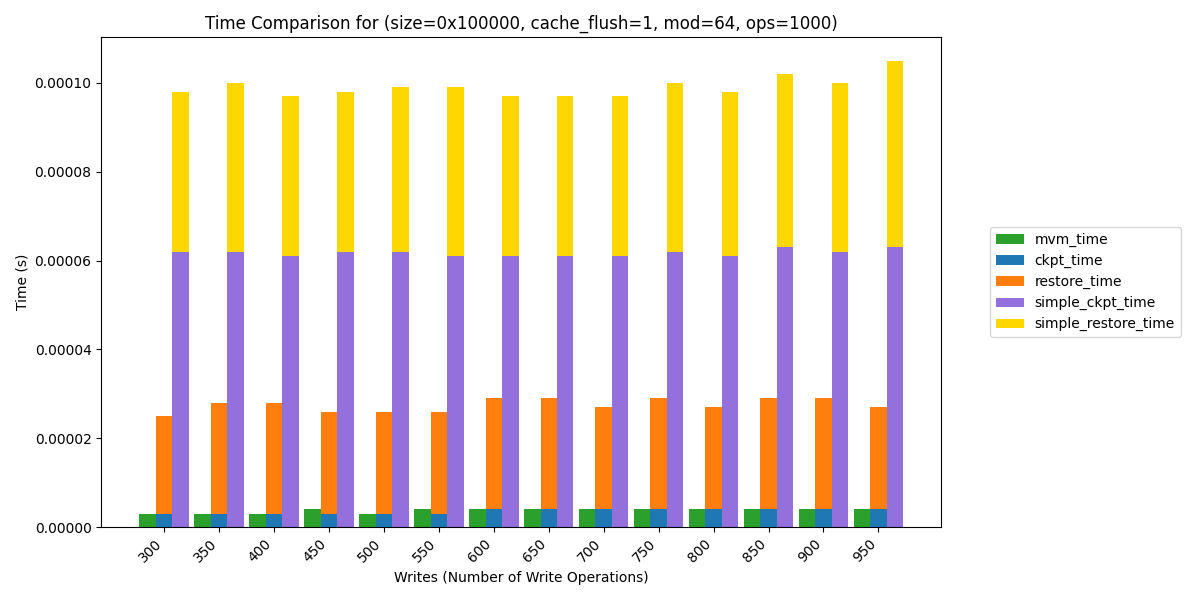 Time Comparison for (size=0x100000, cache_flush=1, mod=64, ops=1000)
Time (s)
0.00010
0.00008
0.00006
0.00004
0.00002
0.00000
300 350 400 450 500 550 600 650 700 750 800 850 900 950
Writes (Number of Write Operations)
mvm_time
ckpt_time
restore_time
simple_ckpt_time
simple_restore_time